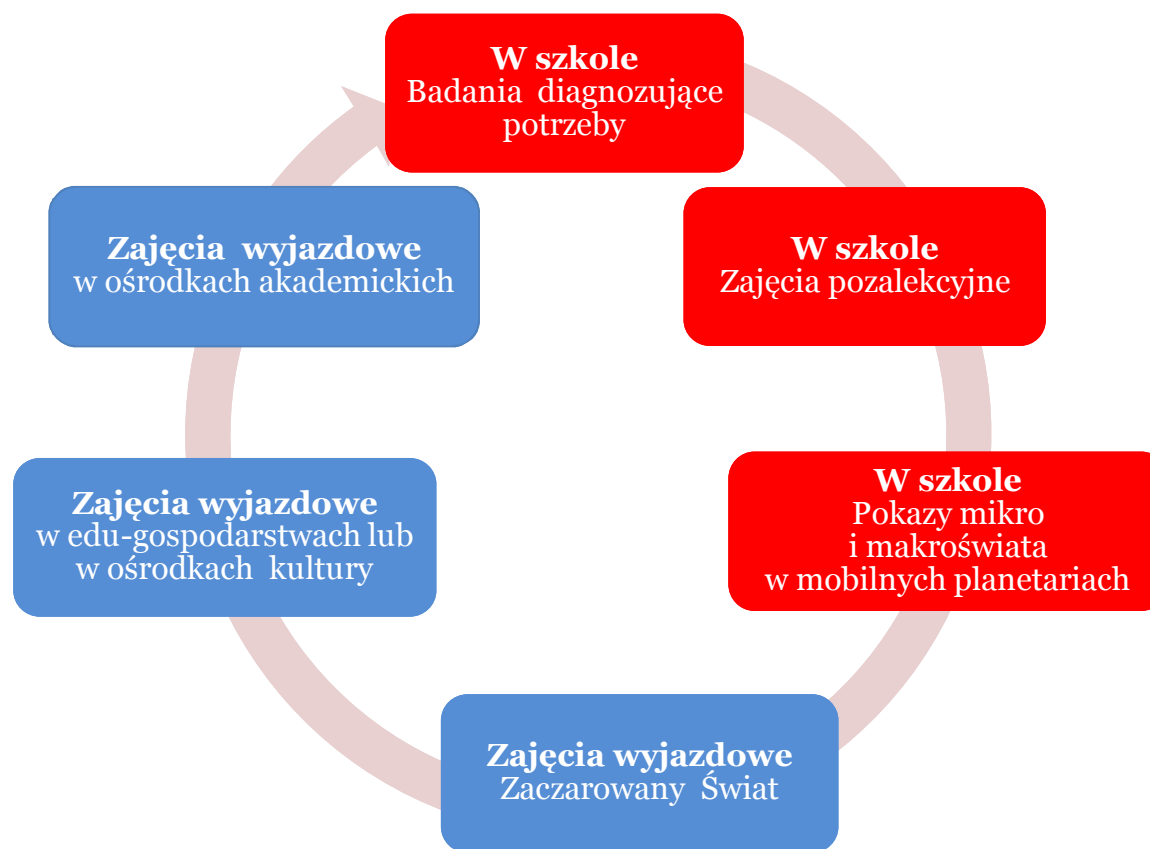 W szkole
Badania diagnozujące
potrzeby
W szkole
Zajęcia pozalekcyjne
W szkole
Pokazy mikro
i makroświata
w mobilnych planetariach
Zajęcia wyjazdowe
Zaczarowany Świat
Zajęcia wyjazdowe
w edu-gospodarstwach lub
w ośrodkach kultury
Zajęcia wyjazdowe
w ośrodkach akademickich